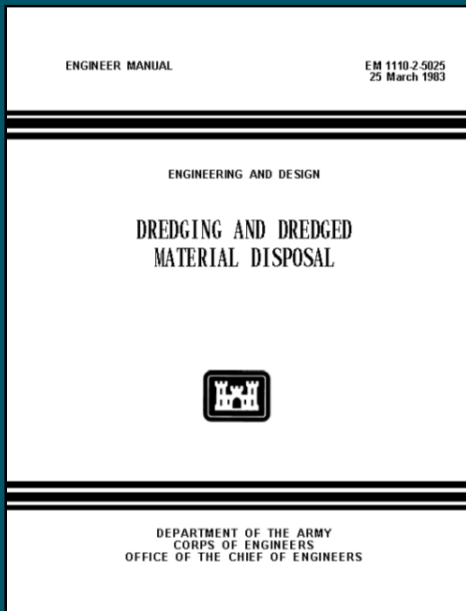 ENGINEER MANUAL
EM 1110-2-5025
25 March 1983
ENGINEERING AND DESIGN
DREDGING AND DREDGED
MATERIAL DISPOSAL
DEPARTMENT OF THE ARMY
CORPS OF ENGINEERS
OFFICE OF THE CHIEF OF ENGINEERS